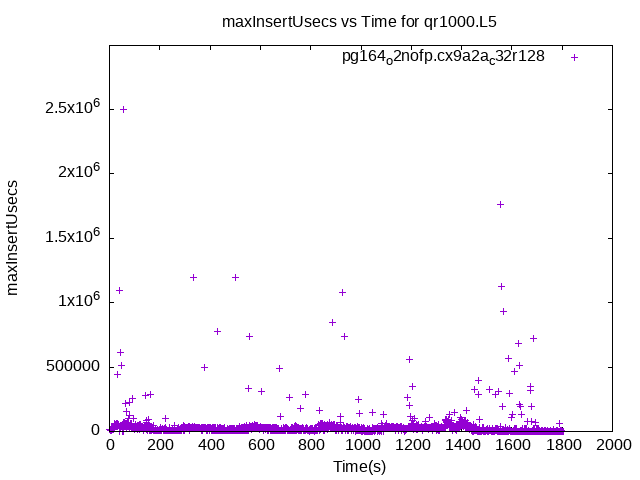 maxInsertUsecs vs Time for qr1000.L5
pg164o2nofp.cx9a2ac32r128
2.5x10^6
2x10^6
1.5x10^6
1x10^6
500000
0
maxInsertUsecs
0 200 400 600 800 1000 1200 1400 1600 1800 2000
Time(s)